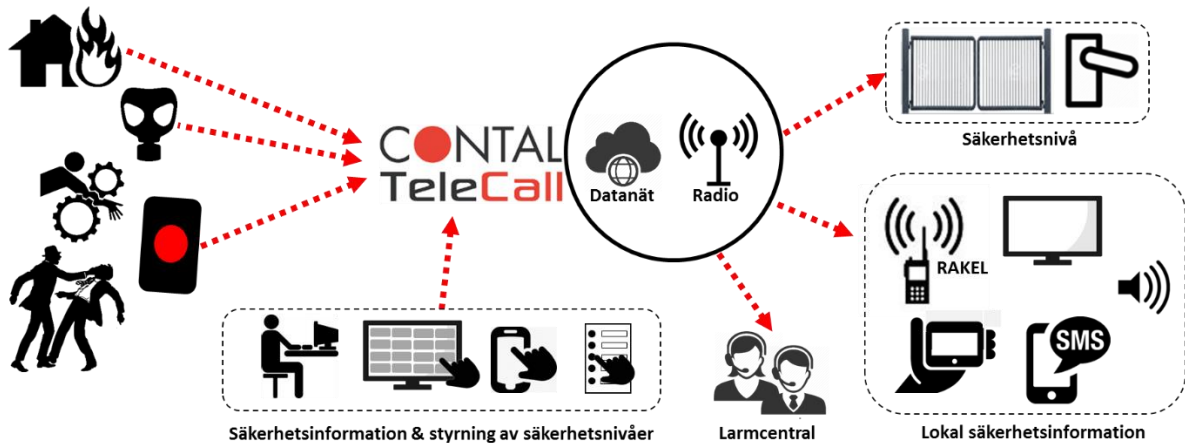 CONTAL
TeleCall
Datanät
Radio
Säkerhetsnivå
RAKEL
SMS
Säkerhetsinformation & styrning av säkerhetsnivåer
Larmcentral
Lokal säkerhetsinformation